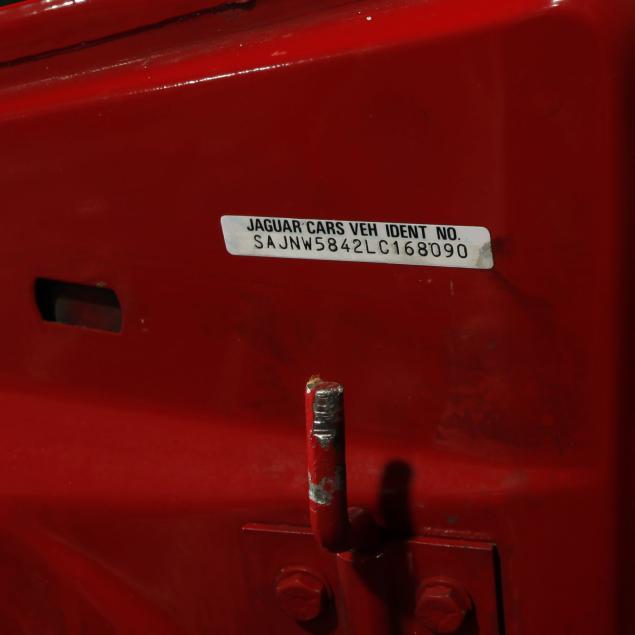 JAGUAR CARS VEH IDENT NO.
SAJNW5842LC168090